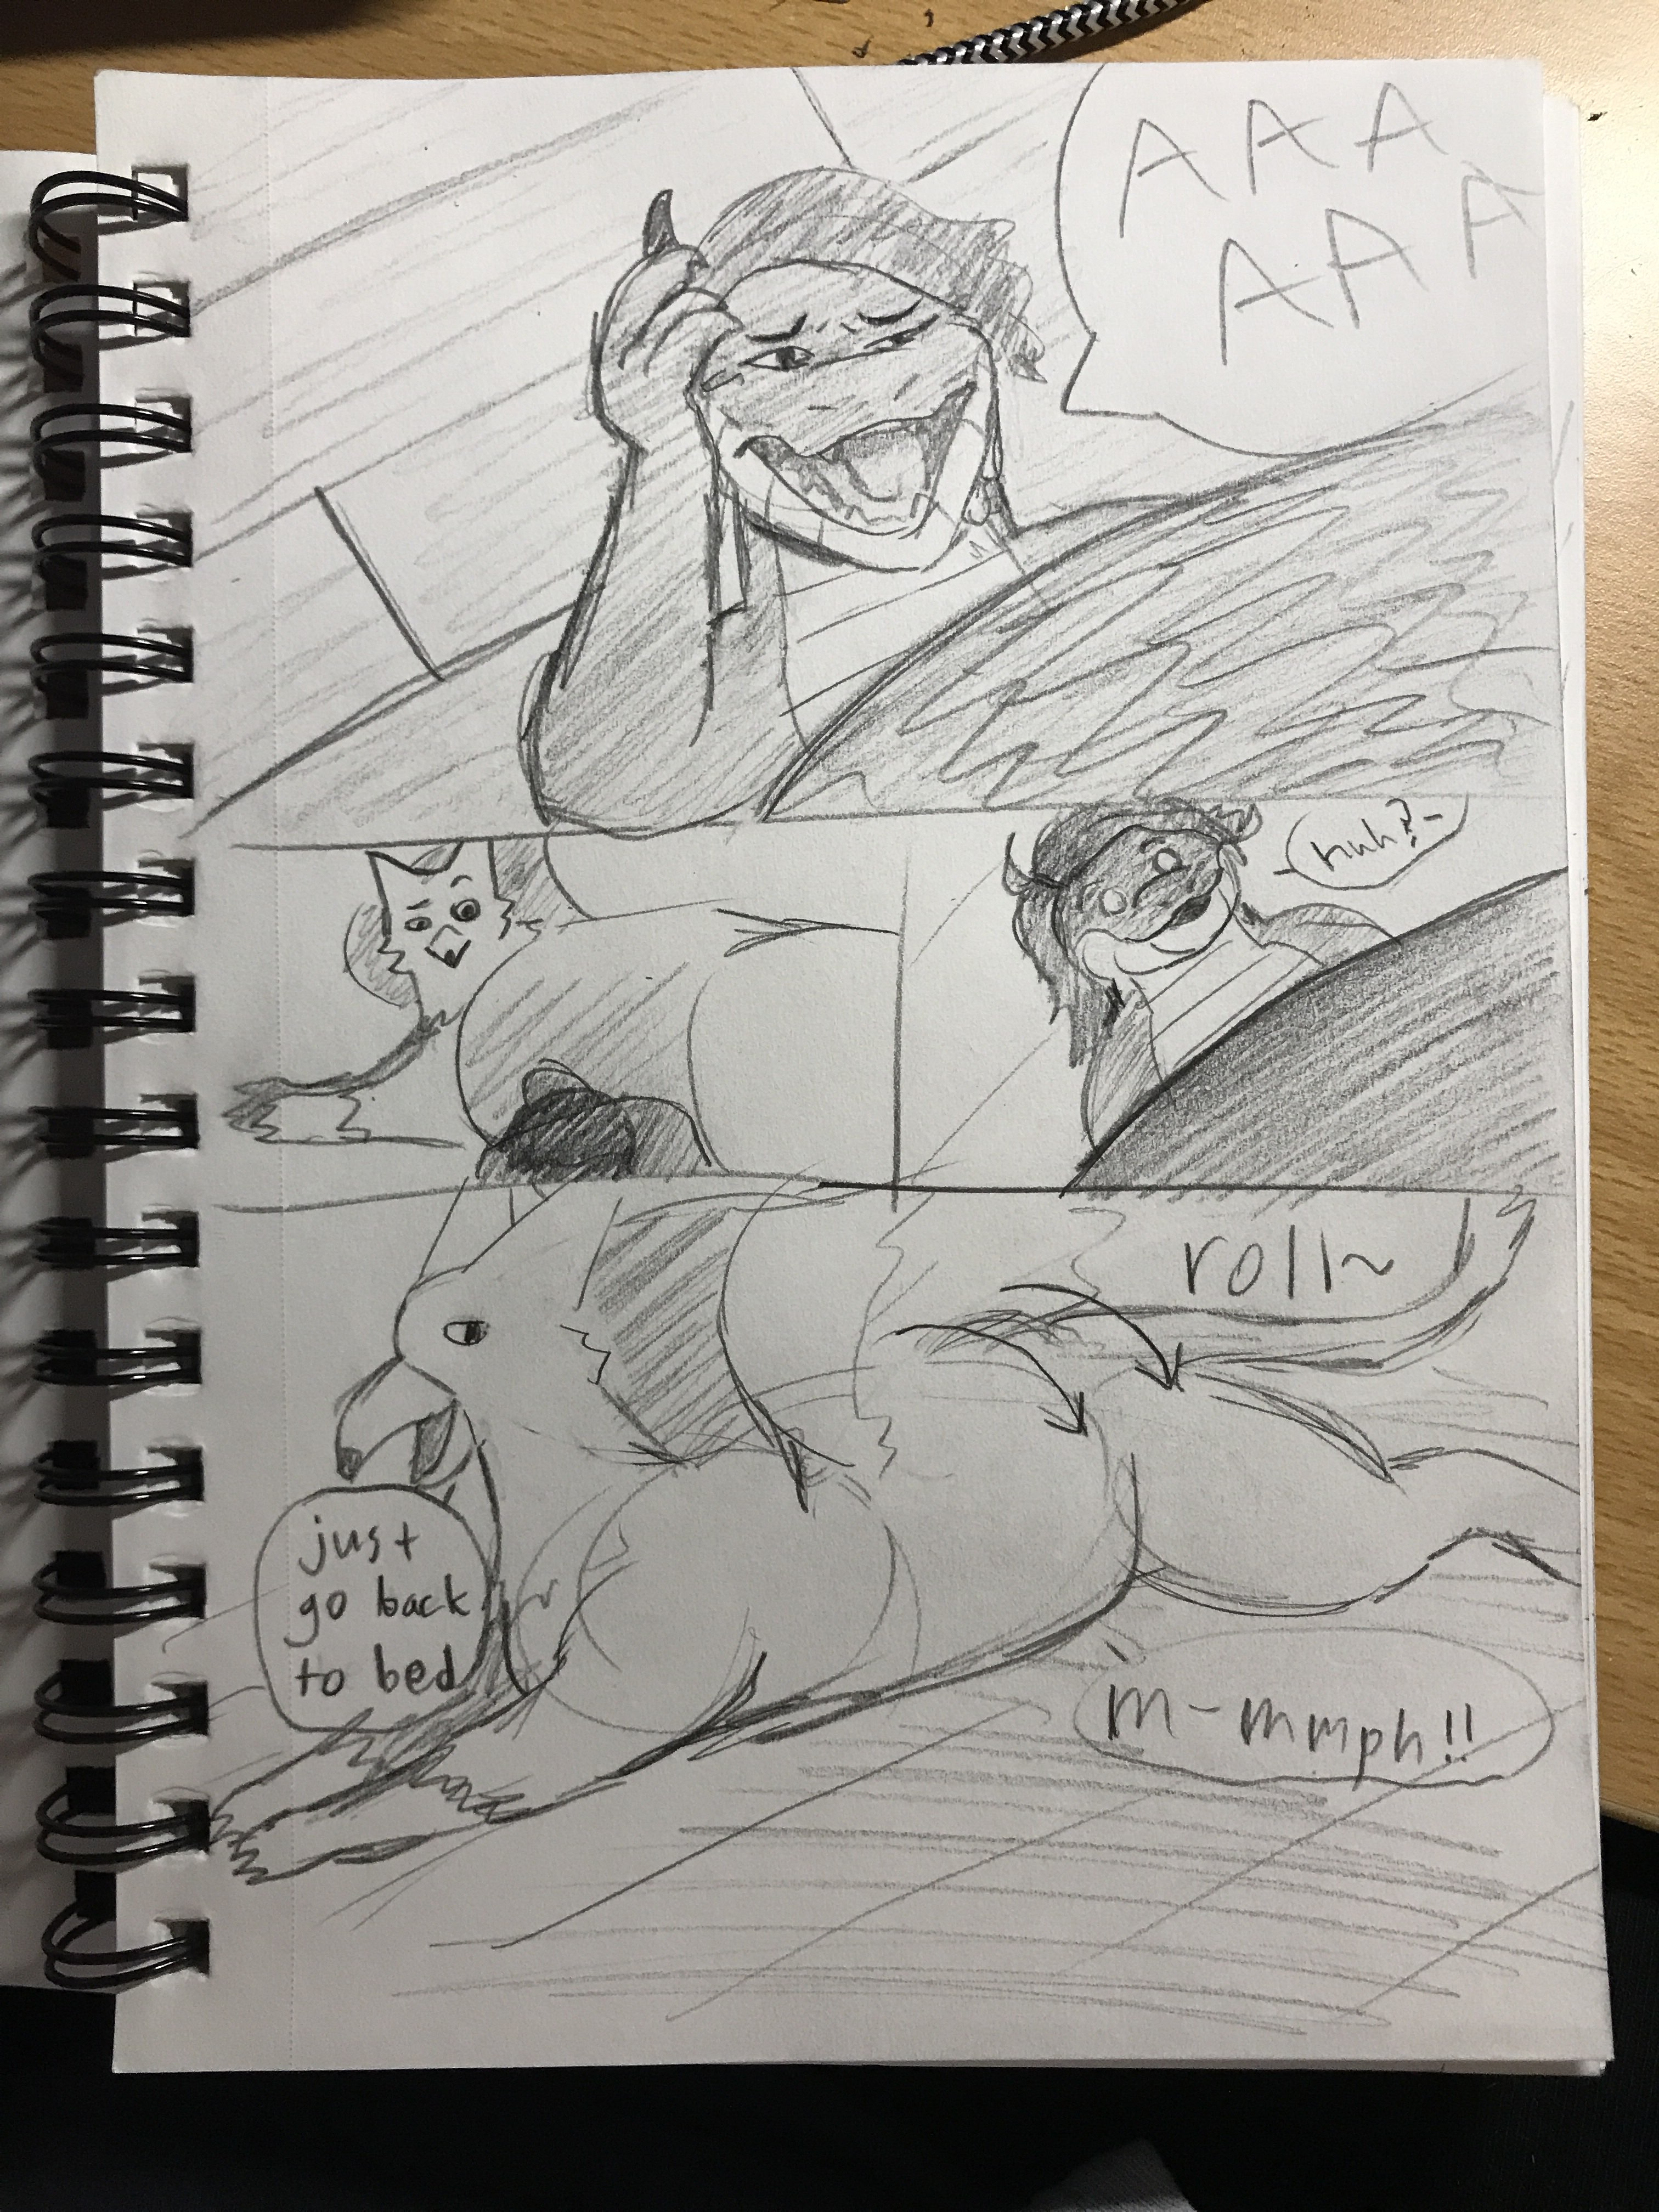 AAA
AAA
huh?-
roll~
just
go back
to bed
m-mmph!!